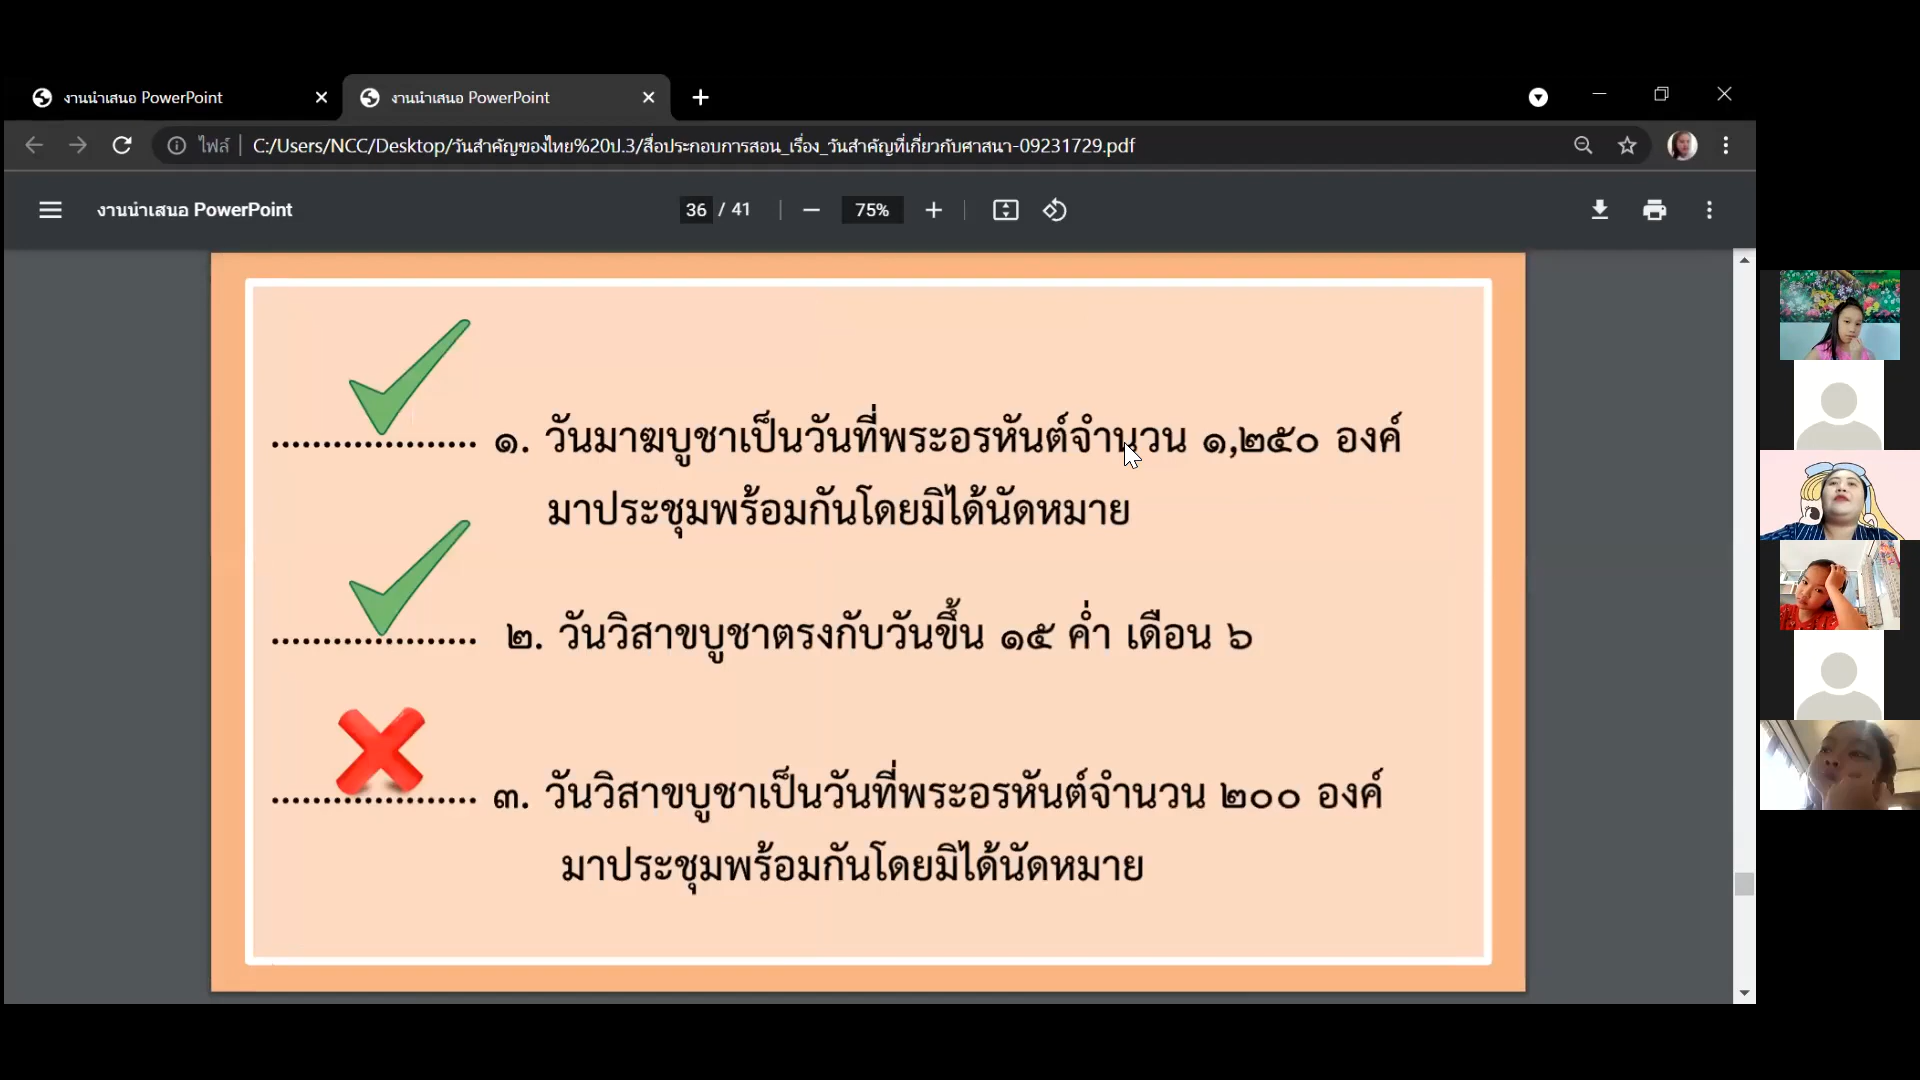 งานนำเสนอ PowerPoint
งานนำเสนอ PowerPoint
ไฟล์ C:/Users/NCC/Desktop/วันสำคัญของไทย%20ป.3/สื่อประกอบการสอน_เรื่อง_วันสำคัญที่เกี่ยวกับศาสนา-09231729.pdf
งานนำเสนอ PowerPoint 36 / 41 75%
.................... ๑. วันมาฆบูชาเป็นวันที่พระอรหันต์จำนวน ๑,๒๕๐ องค์
มาประชุมพร้อมกันโดยมิได้นัดหมาย
.................... ๒. วันวิสาขบูชาตรงกับวันขึ้น ๑๕ ค่ำ เดือน ๖
.................... ๓. วันวิสาขบูชาเป็นวันที่พระอรหันต์จำนวน ๒๐๐ องค์
มาประชุมพร้อมกันโดยมิได้นัดหมาย